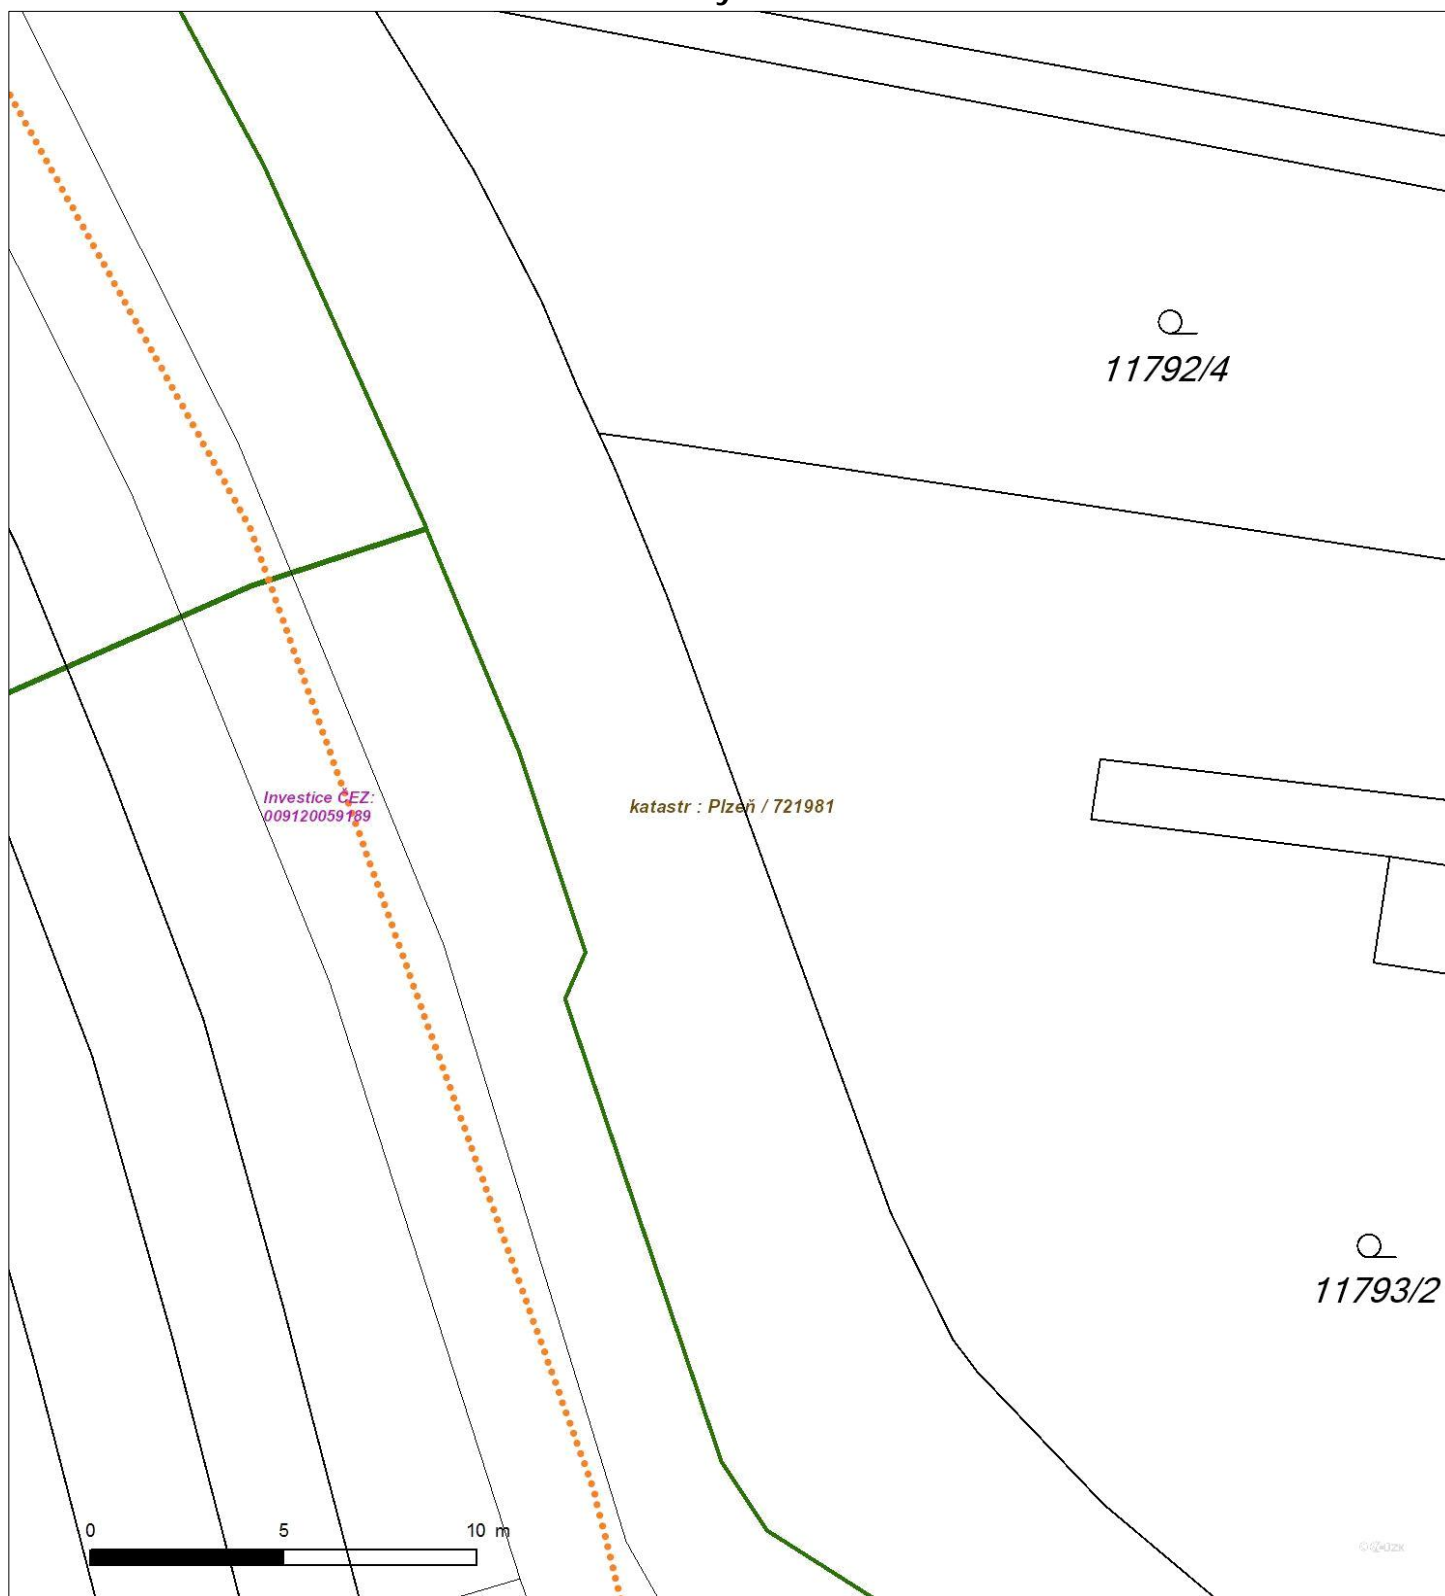 11792/4
Investice ČEZ:
009120059189
katastr : Plzeň / 721981
11793/2
0 5 10 m